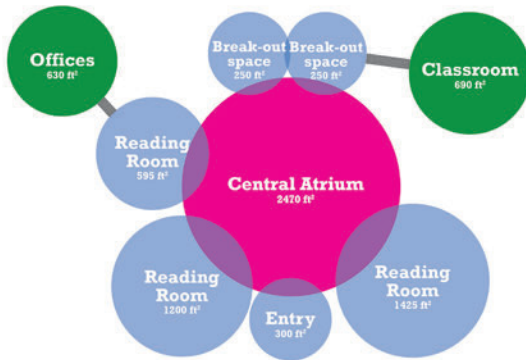 Offices
630 ft²
Break-out
space
250 ft²
Break-out
space
250 ft²
Classroom
690 ft²
Reading
Room
595 ft²
Central Atrium
2470 ft²
Reading
Room
1200 ft²
Entry
300 ft²
Reading
Room
1425 ft²